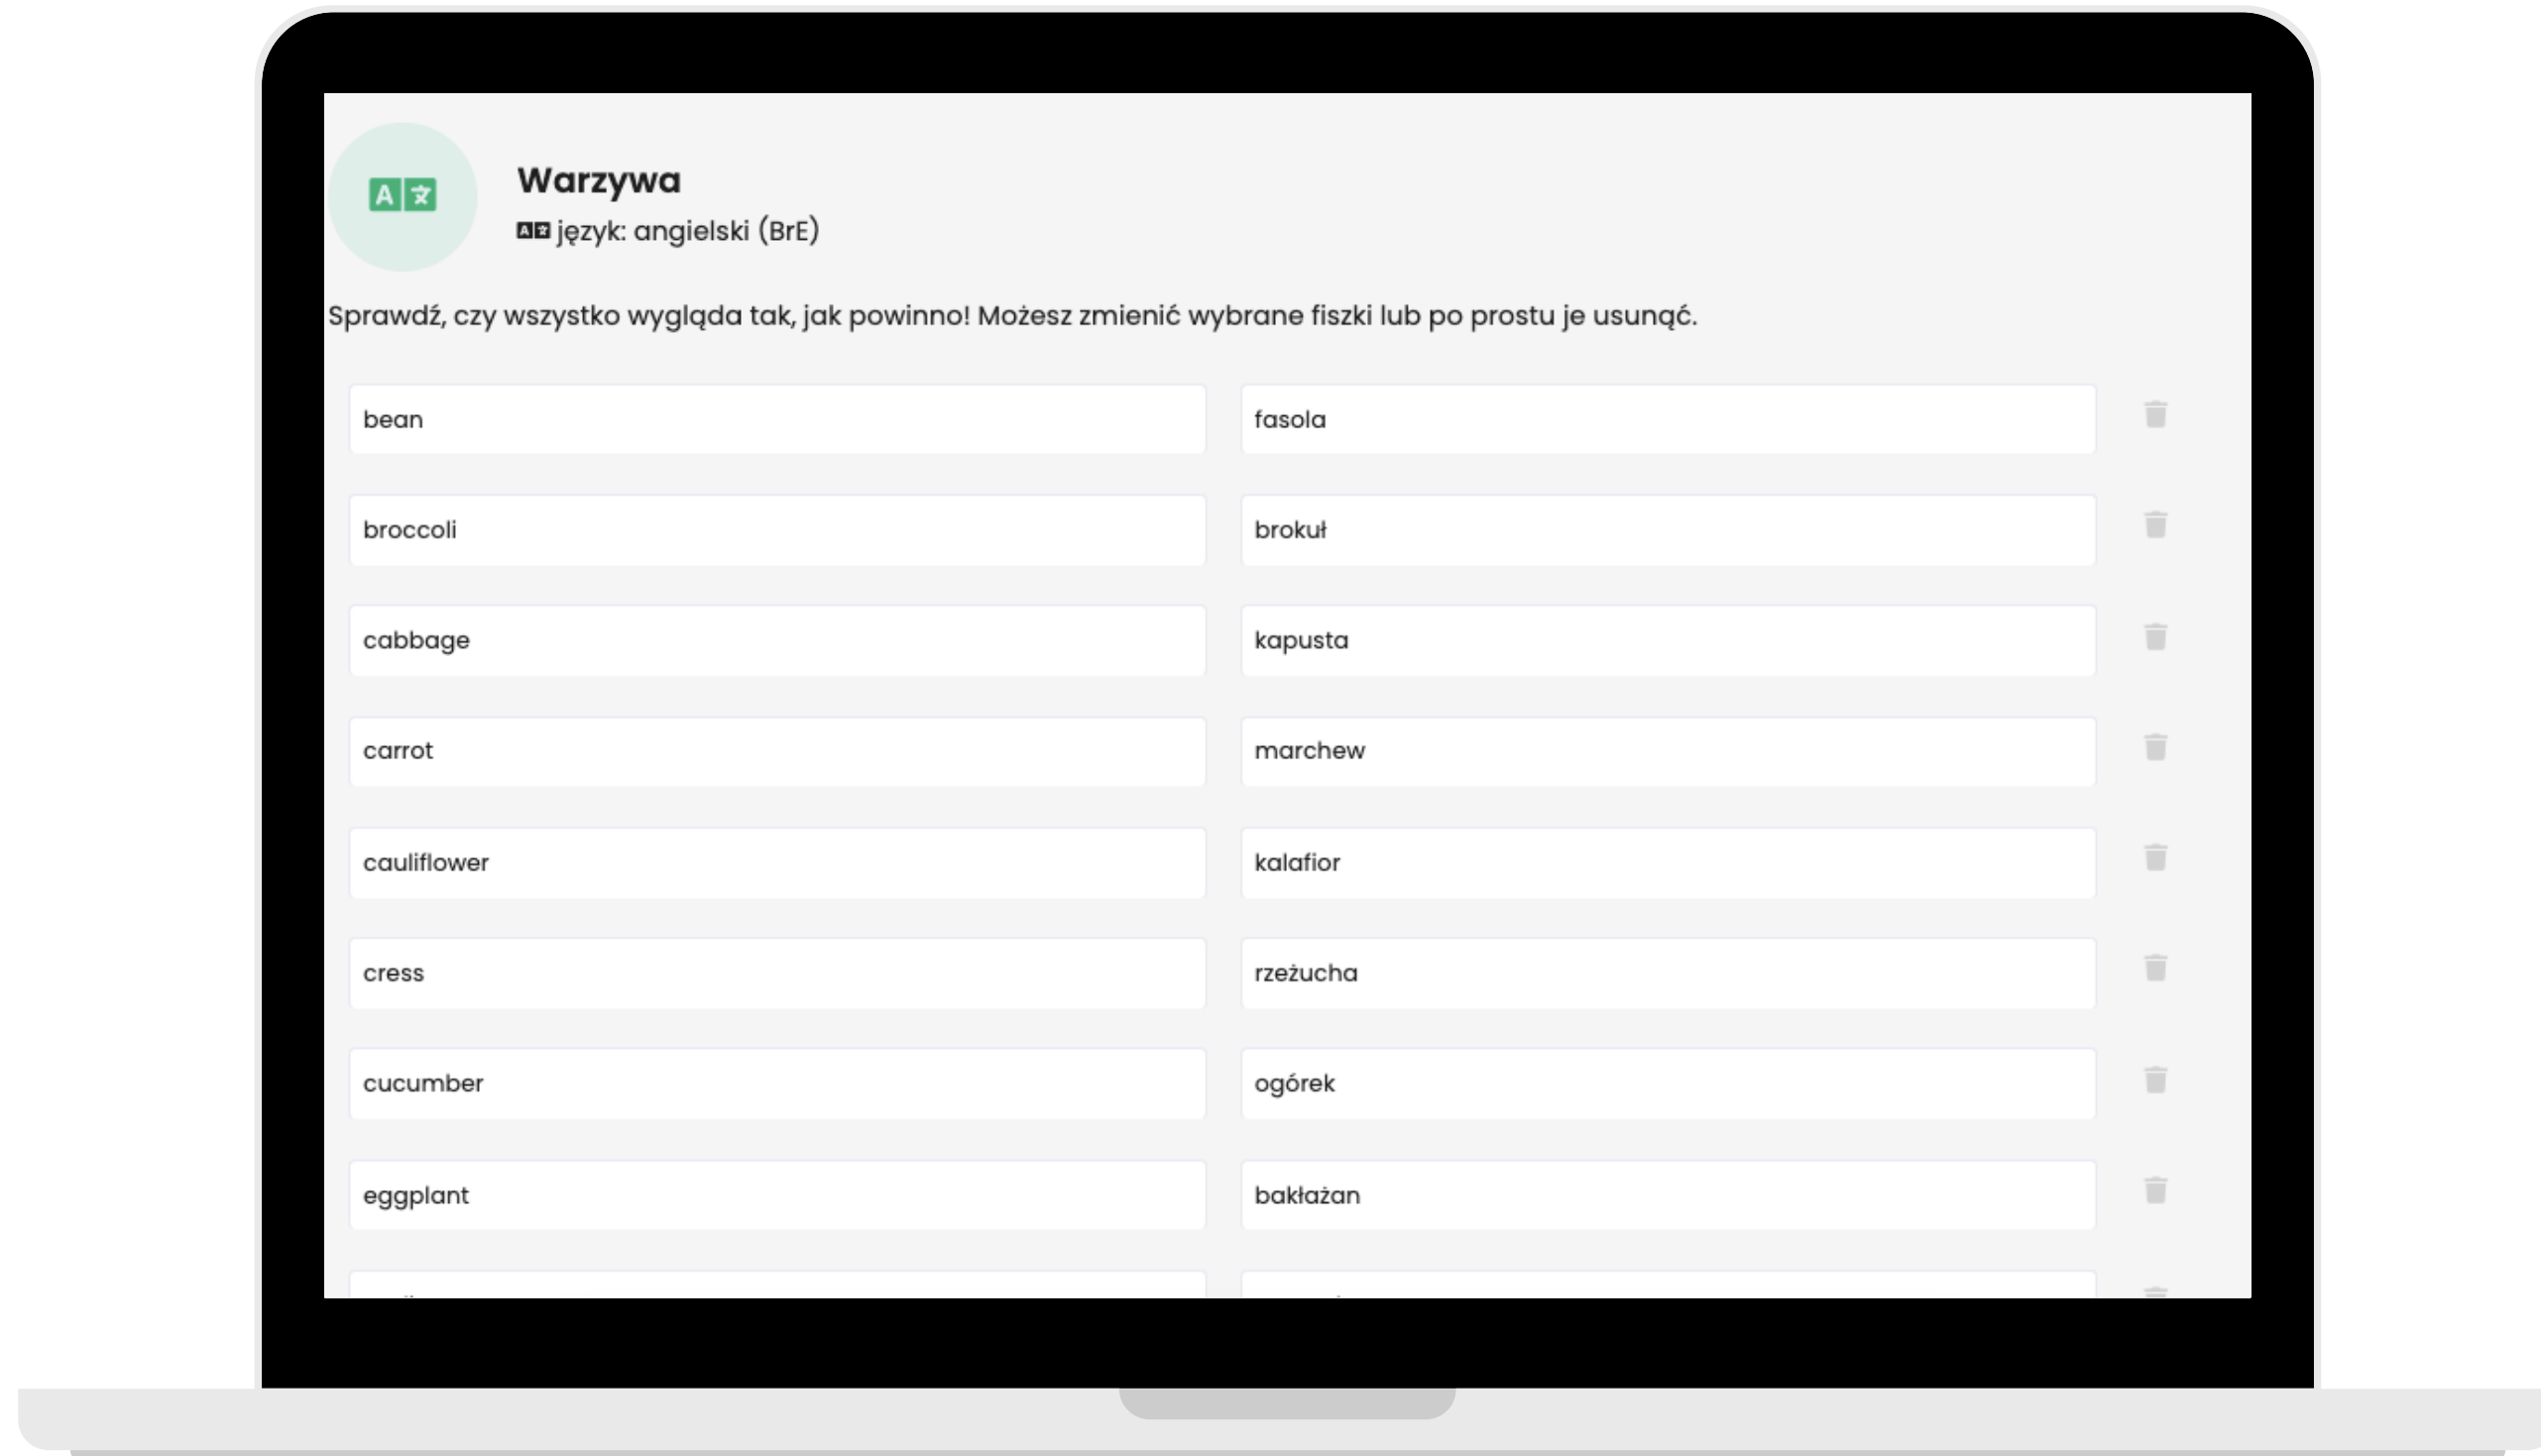 Warzywa
język: angielski (BrE)
Sprawdź, czy wszystko wygląda tak, jak powinno! Możesz zmienić wybrane fiszki lub po prostu je usunąć.
bean fasola
broccoli brokuł
cabbage kapusta
carrot marchew
cauliflower kalafior
cress rzeżucha
cucumber ogórek
eggplant bakłażan